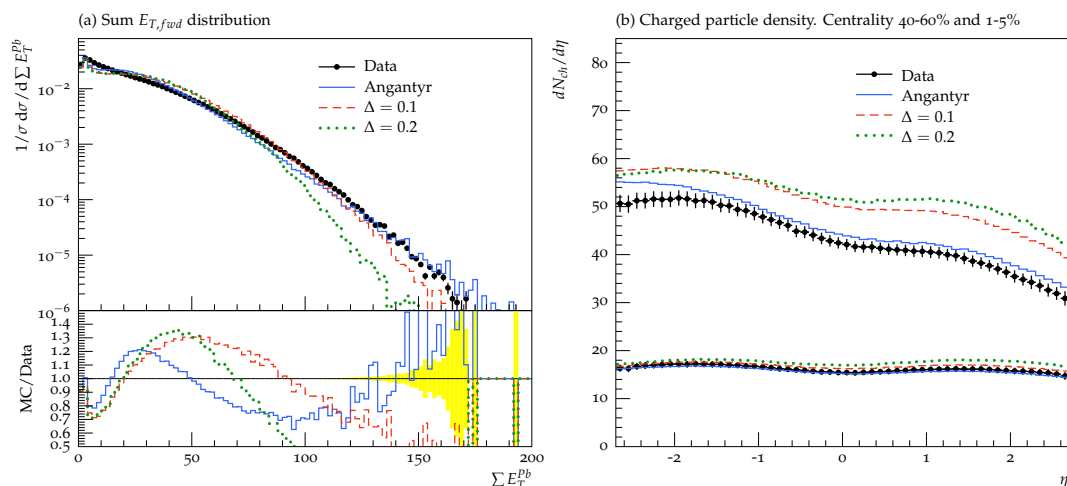 (a) Sum E_{T,fwd} distribution
1/σ dσ/d∑ E_T^{Pb}
10^{−2}
10^{−3}
10^{−4}
10^{−5}
10^{−6}
Data
Angantyr
Δ = 0.1
Δ = 0.2
MC/Data
1.4
1.3
1.2
1.1
1.0
0.9
0.8
0.7
0.6
0.5
0 50 100 150 200
∑ E_T^{Pb}
(b) Charged particle density. Centrality 40-60% and 1-5%
dN_{ch}/dη
80
70
60
50
40
30
20
10
0
Data
Angantyr
Δ = 0.1
Δ = 0.2
-2 -1 0 1 2
η